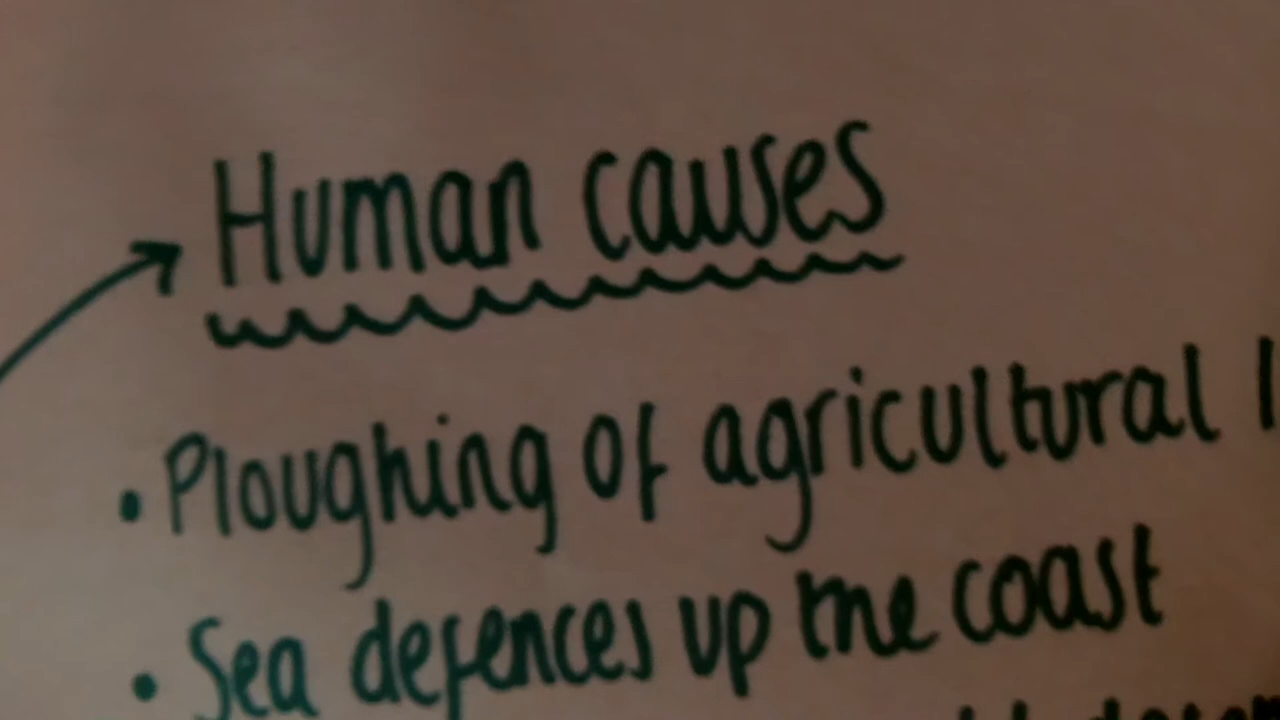 Human causes
• Ploughing of agricultural
• Sea defences up the coast